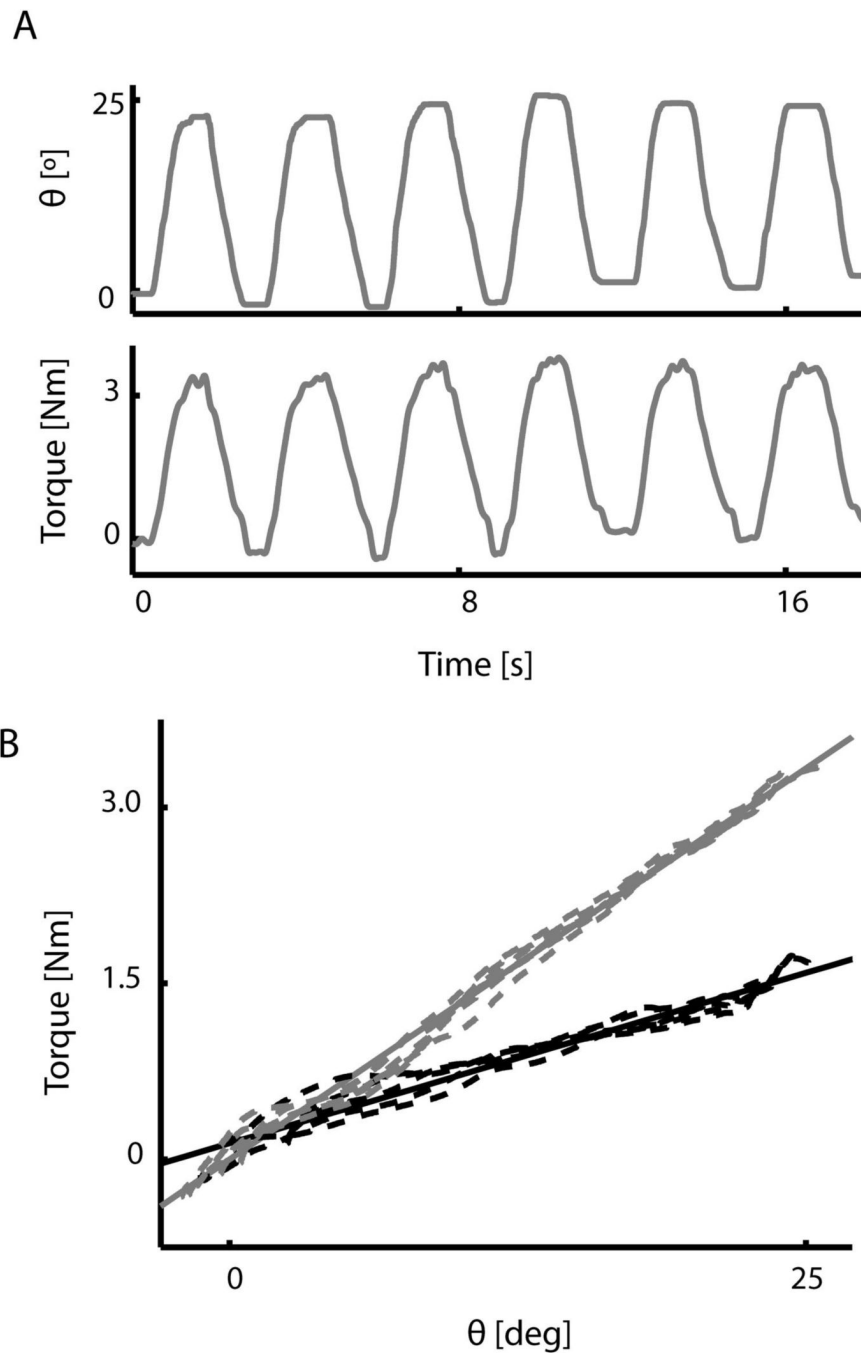 A
25
θ [º]
0
3
Torque [Nm]
0
0 8 16
Time [s]
B
3.0
Torque [Nm]
1.5
0
0 25
θ [deg]